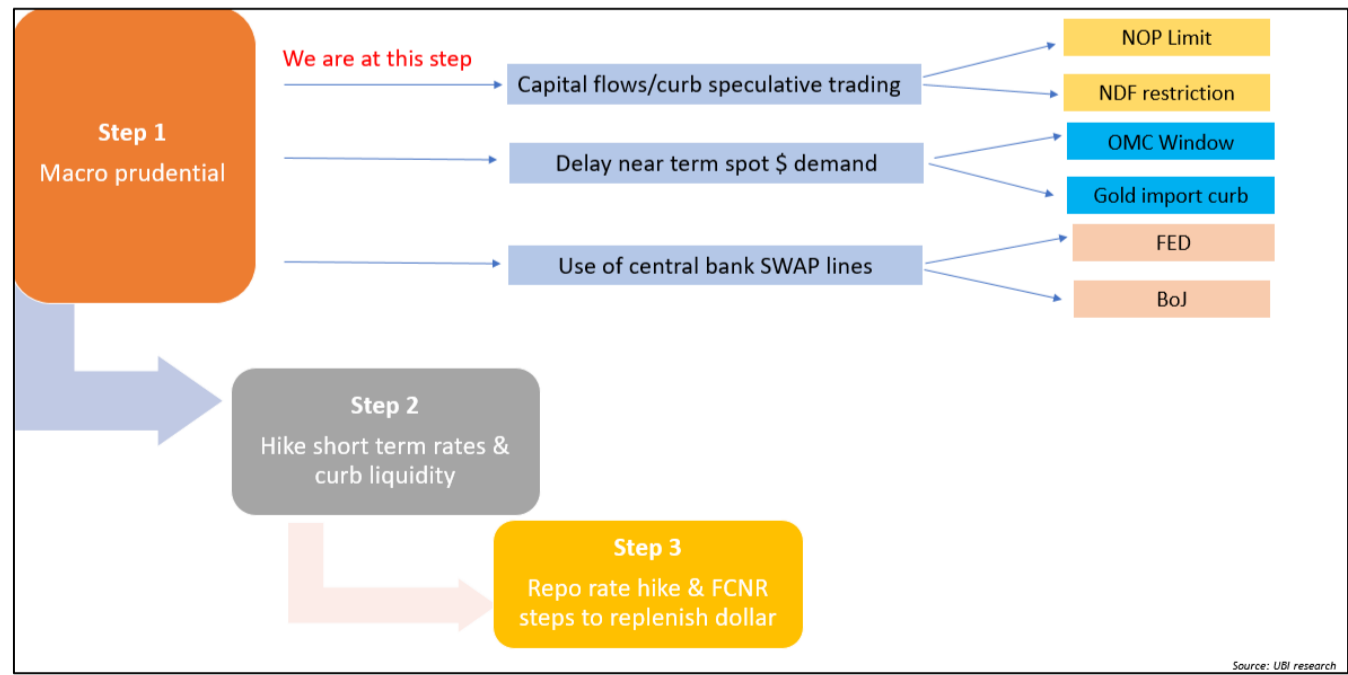 Step 1
Macro prudential
We are at this step
Capital flows/curb speculative trading
NOP Limit
NDF restriction
Delay near term spot $ demand
OMC Window
Gold import curb
Use of central bank SWAP lines
FED
BoJ
Step 2
Hike short term rates &
curb liquidity
Step 3
Repo rate hike & FCNR
steps to replenish dollar
Source: UBI research